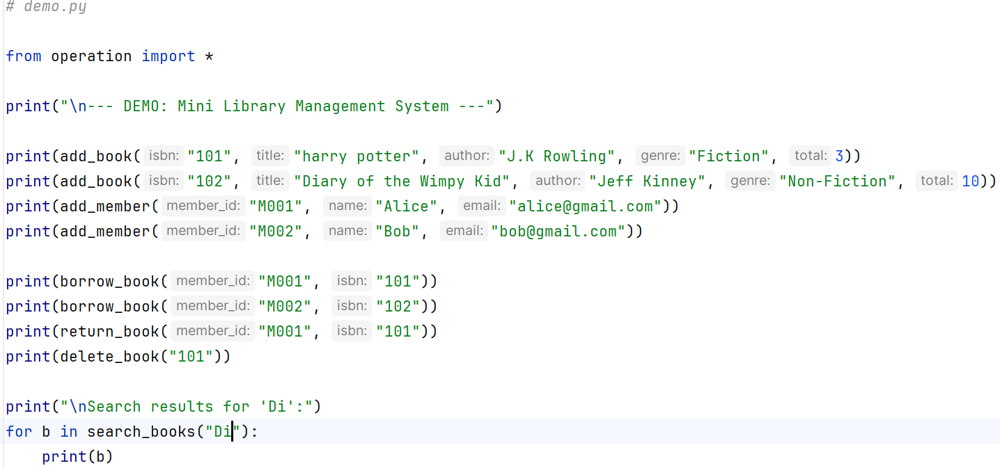 # demo.py
from operation import *
print("\n--- DEMO: Mini Library Management System ---")
print(add_book( isbn: "101", title: "harry potter", author: "J.K Rowling", genre: "Fiction", total: 3))
print(add_book( isbn: "102", title: "Diary of the Wimpy Kid", author: "Jeff Kinney", genre: "Non-Fiction", total: 10))
print(add_member( member_id: "M001", name: "Alice", email: "alice@gmail.com"))
print(add_member( member_id: "M002", name: "Bob", email: "bob@gmail.com"))
print(borrow_book( member_id: "M001", isbn: "101"))
print(borrow_book( member_id: "M002", isbn: "102"))
print(return_book( member_id: "M001", isbn: "101"))
print(delete_book("101"))
print("\nSearch results for 'Di':")
for b in search_books("Di"):
    print(b)